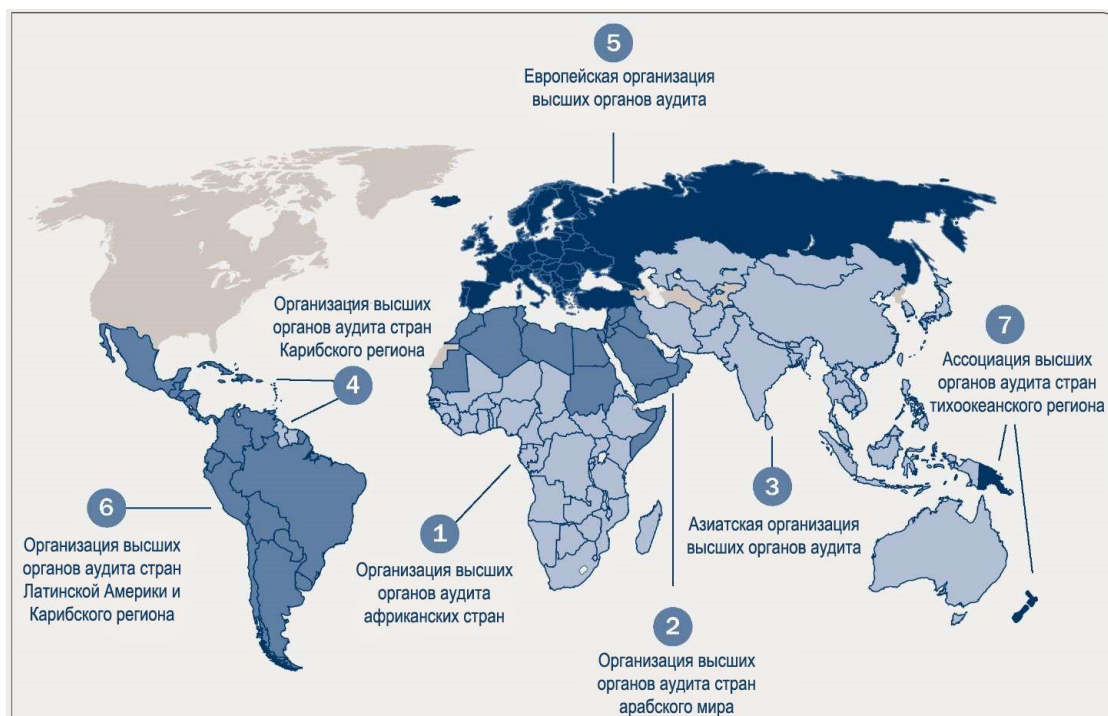 5
Европейская организация
высших органов аудита
Организация высших
органов аудита стран
Карибского региона
4
7
Ассоциация высших
органов аудита стран
тихоокеанского региона
6
Организация высших
органов аудита стран
Латинской Америки и
Карибского региона
1
Организация высших
органов аудита
африканских стран
3
Азиатская организация
высших органов аудита
2
Организация высших
органов аудита стран
арабского мира